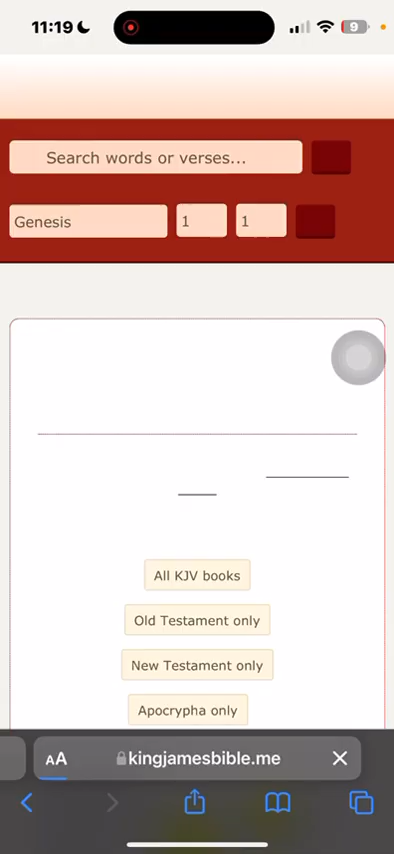 11:19
9
Search words or verses...
Genesis 1 1
All KJV books
Old Testament only
New Testament only
Apocrypha only
AA kingjamesbible.me